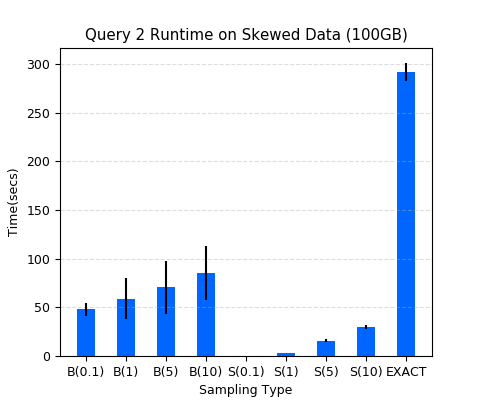 Query 2 Runtime on Skewed Data (100GB)
300
250
200
150
100
50
0
Time(secs)
B(0.1) B(1) B(5) B(10) S(0.1) S(1) S(5) S(10) EXACT
Sampling Type